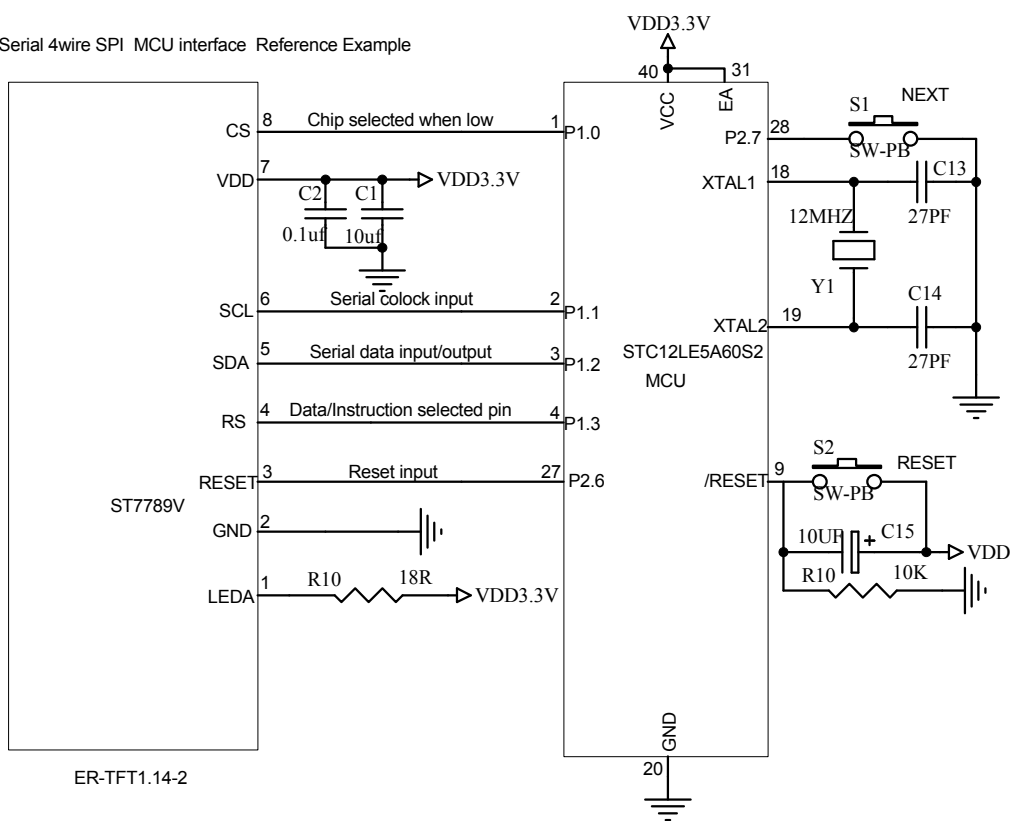 Serial 4wire SPI MCU interface Reference Example
VDD3.3V
40
31
VCC
EA
CS
8
Chip selected when low
1
P1.0
VDD
7
VDD3.3V
C2
C1
0.1uf
10uf
SCL
6
Serial colock input
2
P1.1
SDA
5
Serial data input/output
3
P1.2
RS
4
Data/Instruction selected pin
4
P1.3
RESET
3
Reset input
27
P2.6
ST7789V
GND
2
LEDA
1
R10
18R
VDD3.3V
ER-TFT1.14-2
P2.7
28
S1
NEXT
SW-PB
XTAL1
18
C13
27PF
12MHZ
Y1
C14
27PF
XTAL2
19
STC12LE5A60S2
MCU
/RESET
9
S2
RESET
SW-PB
10UF
+
C15
VDD
R10
10K
GND
20